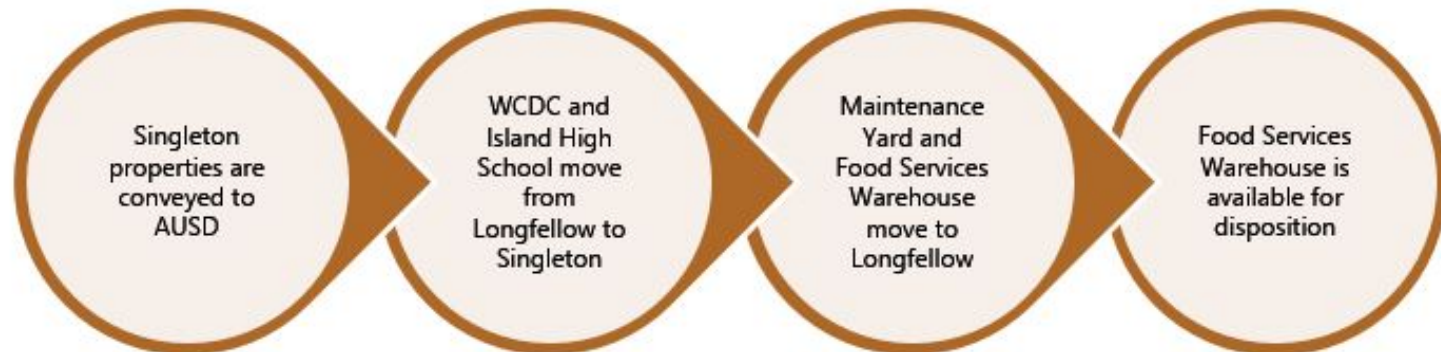 Singleton
properties are
conveyed to
AUSD
WCDC and
Island High
School move
from
Longfellow to
Singleton
Maintenance
Yard and
Food Services
Warehouse
move to
Longfellow
Food Services
Warehouse is
available for
disposition